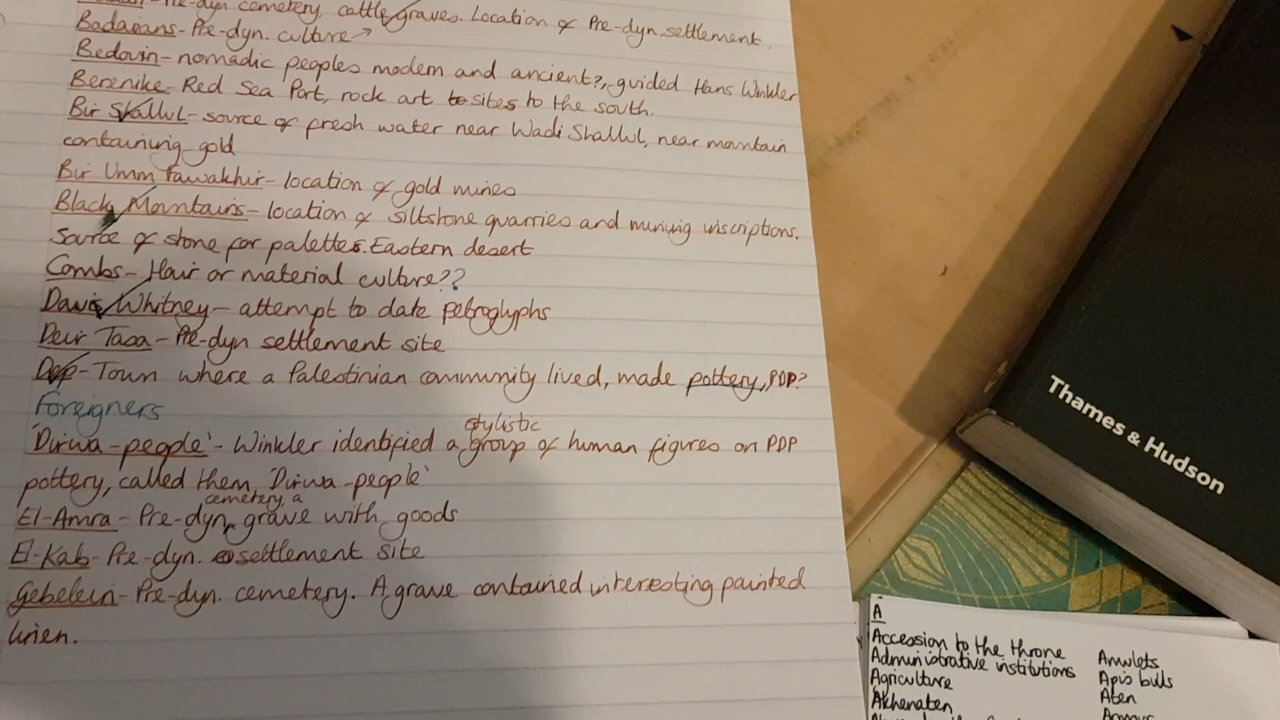 Pre-dyn cemetery, cattle graves. Location of Pre-dyn settlement.
Badarians - Pre-dyn. culture
Bedouin - nomadic peoples modern and ancient?, guided Hans Winkler
Berenike - Red Sea Port, rock art to sites to the south.
Bir Shallul - source of fresh water near Wadi Shallul, near mountain
containing gold
Bir Umm Fawakhir - location of gold mines
Black Mountains - location of siltstone quarries and mining inscriptions.
Source of stone for palettes. Eastern desert
Combs - Hair or material culture??
Davis Whitney - attempt to date petroglyphs
Deir Tasa - Pre-dyn settlement site
Town where a Palestinian community lived, made pottery, PDP?
Foreigners
stylistic
'Dirwa-people' - Winkler identified a group of human figures on PDP
pottery, called them 'Dirwa-people'
cemetery, a
El-Amra - Pre-dyn grave with goods
El-Kab - Pre-dyn. settlement site
Gebelein - Pre-dyn. cemetery. A grave contained interesting painted
linen.
Thames & Hudson
A
Accession to the throne
Administrative institutions
Agriculture
Akhenaten
Amulets
Apis bulls
Aten